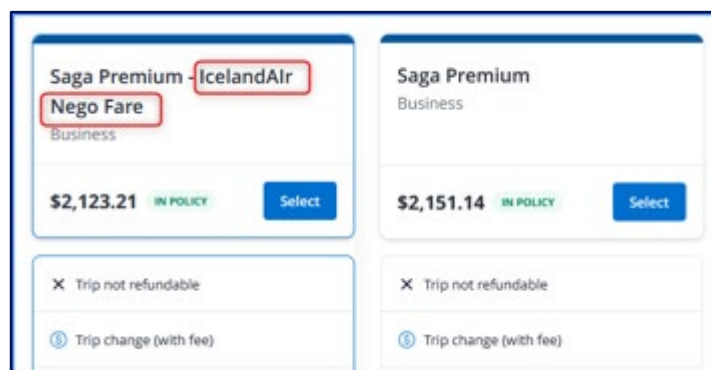 Saga Premium - IcelandAIr
Nego Fare
Business
$2,123.21 IN POLICY Select
Trip not refundable
Trip change (with fee)
Saga Premium
Business
$2,151.14 IN POLICY Select
Trip not refundable
Trip change (with fee)